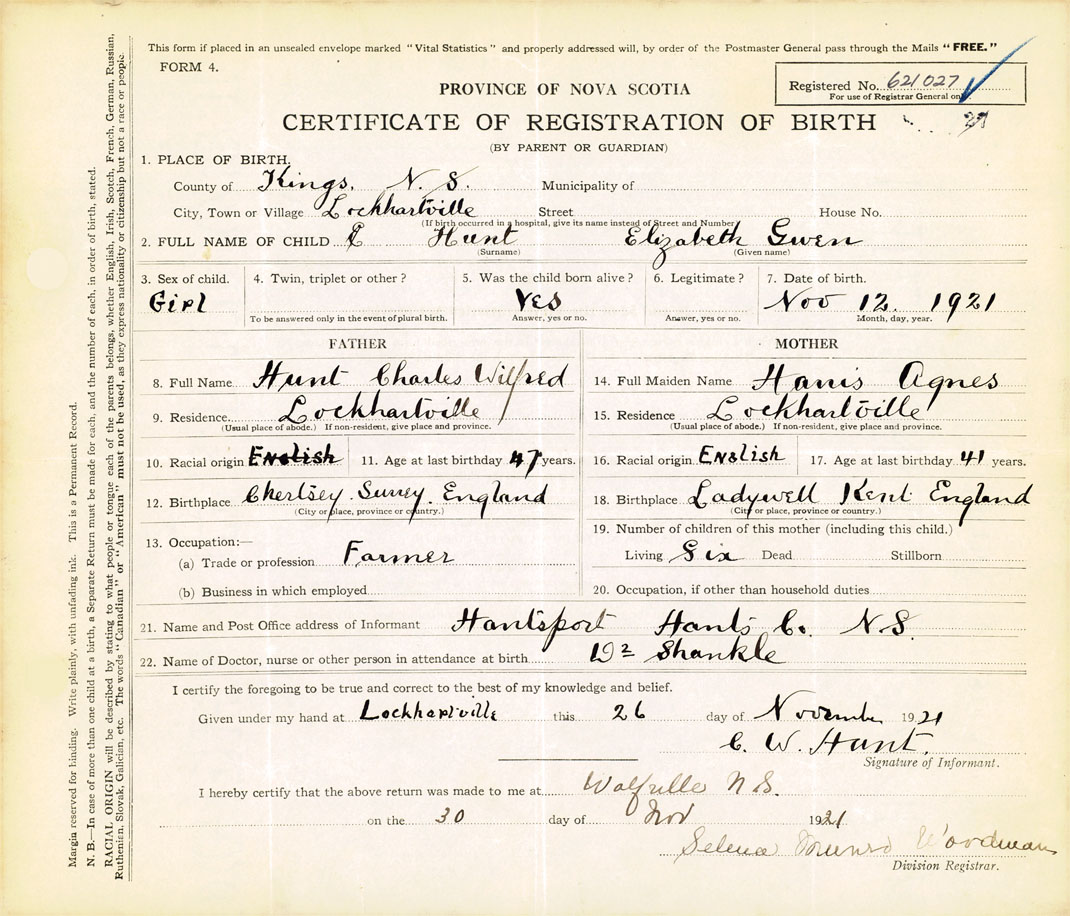 This form if placed in an unsealed envelope marked "Vital Statistics" and properly addressed will, by order of the Postmaster General pass through the Mails "FREE."
FORM 4.
Registered No. 621027
For use of Registrar General only
PROVINCE OF NOVA SCOTIA
CERTIFICATE OF REGISTRATION OF BIRTH
(BY PARENT OR GUARDIAN)
1. PLACE OF BIRTH.
County of Kings. N. S. Municipality of
City, Town or Village Lockhartville Street House No.
(If birth occurred in a hospital, give its name instead of Street and Number)
2. FULL NAME OF CHILD Hunt Elizabeth Gwen
(Surname) (Given name)
3. Sex of child. 4. Twin, triplet or other? 5. Was the child born alive? 6. Legitimate? 7. Date of birth.
Girl Yes Nov 12. 1921
To be answered only in the event of plural birth. Answer, yes or no. Answer, yes or no. Month, day, year.
FATHER
8. Full Name Hunt Charles Wilfred
9. Residence Lockhartville
(Usual place of abode.) If non-resident, give place and province.
10. Racial origin English 11. Age at last birthday 47 years.
12. Birthplace Chertsey. Surrey. England
(City or place, province or country.)
13. Occupation:—
(a) Trade or profession Farmer
(b) Business in which employed
MOTHER
14. Full Maiden Name Harris Agnes
15. Residence Lockhartville
(Usual place of abode.) If non-resident, give place and province.
16. Racial origin English 17. Age at last birthday 41 years.
18. Birthplace Ladywell Kent England
(City or place, province or country.)
19. Number of children of this mother (including this child.)
Living Six Dead Stillborn
20. Occupation, if other than household duties
21. Name and Post Office address of Informant Hantsport Hants Co. N.S.
22. Name of Doctor, nurse or other person in attendance at birth Dr Shankle
I certify the foregoing to be true and correct to the best of my knowledge and belief.
Given under my hand at Lockhartville this 26 day of November 1921
C. W. Hunt.
Signature of Informant.
I hereby certify that the above return was made to me at Wolfville N.S.
on the 30 day of Nov 1921
Selena Munro Woodman
Division Registrar.
Margin reserved for binding. Write plainly, with unfading ink. This is a Permanent Record.
N. B.—In case of more than one child at a birth, a Separate Return must be made for each, and the number of each, in order of birth, stated.
RACIAL ORIGIN will be described by stating to what people or tongue each of the parents belongs, whether English, Irish, Scotch, French, German, Russian,
Ruthenian, Slovak, Galician, etc. The words "Canadian" or "American" must not be used, as they express nationality or citizenship but not a race or people.